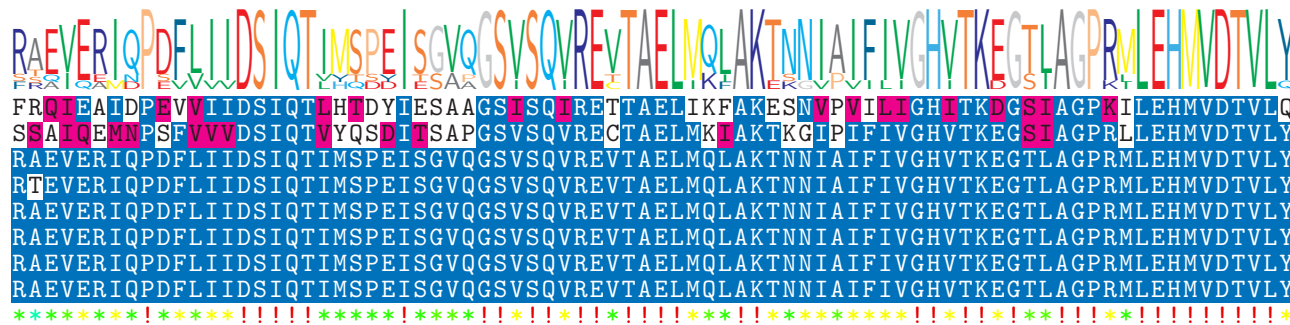 RAEVERIQPDFLIIDSIQTIMSPEISGVQGSVSQVREVTAELMQLAKTNNIAIFIVGHVTKEGTLAGPRMLEHMVDTVLY
FRQIEAIDPEVVIIDSIQTLHTDYIESAAGSISQIRETTAELIKFAKESNVPVILIGHITKDGSIAGPKILEHMVDTVLQ
SSAIQEMNPSFVVVDSIQTVYQSDITSAPGSVSQVRECTAELMKIAKTKGIPIFIVGHVTKEGSIAGPRLLEHMVDTVLY
RAEVERIQPDFLIIDSIQTIMSPEISGVQGSVSQVREVTAELMQLAKTNNIAIFIVGHVTKEGTLAGPRMLEHMVDTVLY
RTEVERIQPDFLIIDSIQTIMSPEISGVQGSVSQVREVTAELMQLAKTNNIAIFIVGHVTKEGTLAGPRMLEHMVDTVLY
RAEVERIQPDFLIIDSIQTIMSPEISGVQGSVSQVREVTAELMQLAKTNNIAIFIVGHVTKEGTLAGPRMLEHMVDTVLY
RAEVERIQPDFLIIDSIQTIMSPEISGVQGSVSQVREVTAELMQLAKTNNIAIFIVGHVTKEGTLAGPRMLEHMVDTVLY
RAEVERIQPDFLIIDSIQTIMSPEISGVQGSVSQVREVTAELMQLAKTNNIAIFIVGHVTKEGTLAGPRMLEHMVDTVLY
RAEVERIQPDFLIIDSIQTIMSPEISGVQGSVSQVREVTAELMQLAKTNNIAIFIVGHVTKEGTLAGPRMLEHMVDTVLY
********!*****!!!!!*****!****!!*!!*!!*!!!!***!!*********!!*!!*!**!!!**!!!!!!!!!*